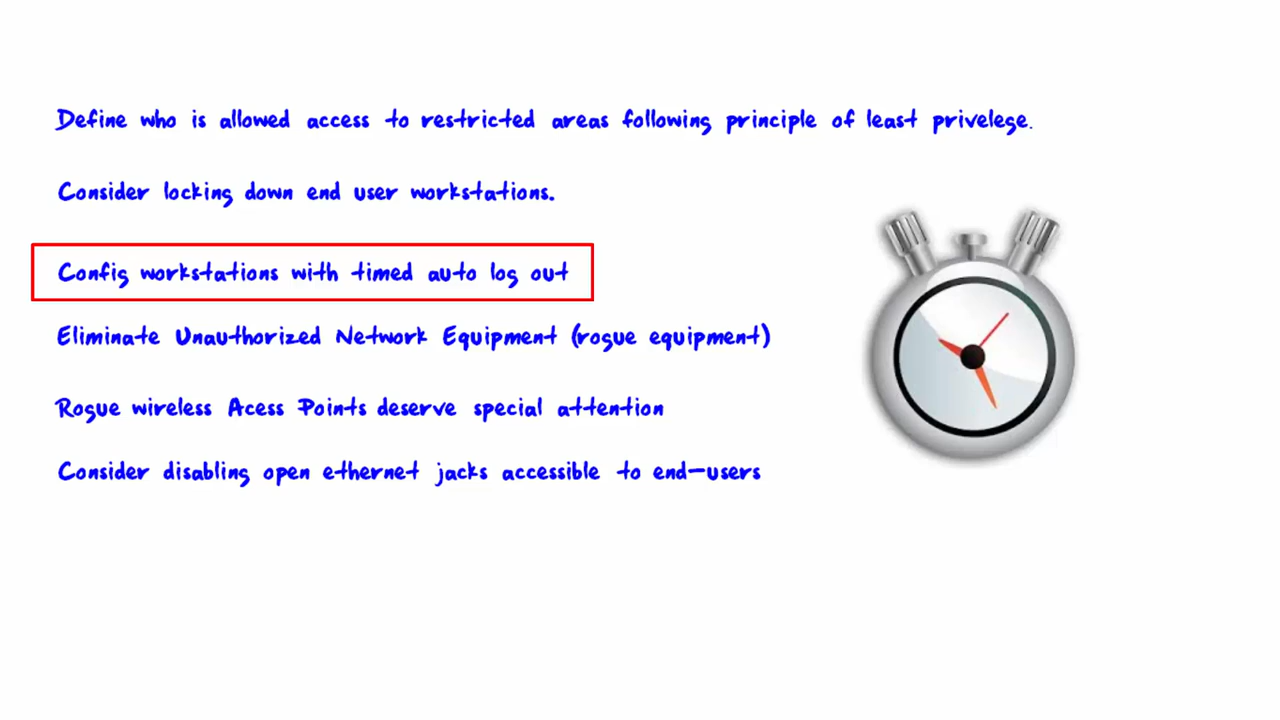 Define who is allowed access to restricted areas following principle of least privelege.
Consider locking down end user workstations.
Config workstations with timed auto log out
Eliminate Unauthorized Network Equipment (rogue equipment)
Rogue wireless Acess Points deserve special attention
Consider disabling open ethernet jacks accessible to end-users